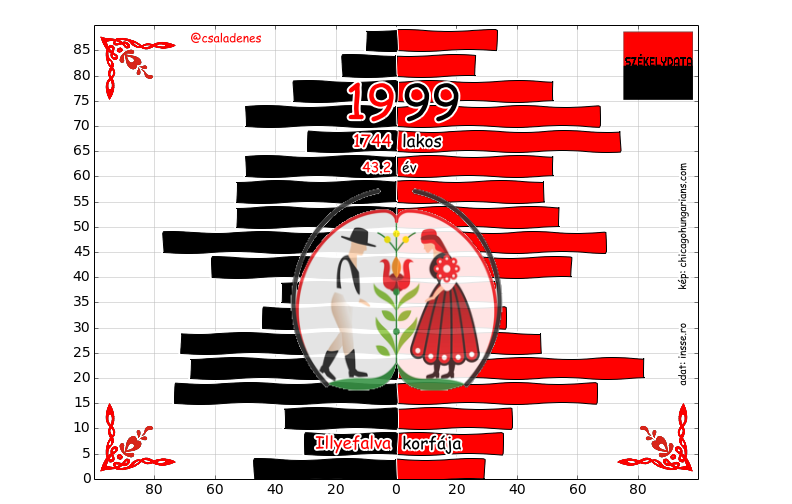 @csaladenes
SZÉKELYDATA
1999
1744 lakos
43.2 év
kép: chicagohungarians.com
adat: insse.ro
Illyefalva korfája
85
80
75
70
65
60
55
50
45
40
35
30
25
20
15
10
5
0
80 60 40 20 0 20 40 60 80